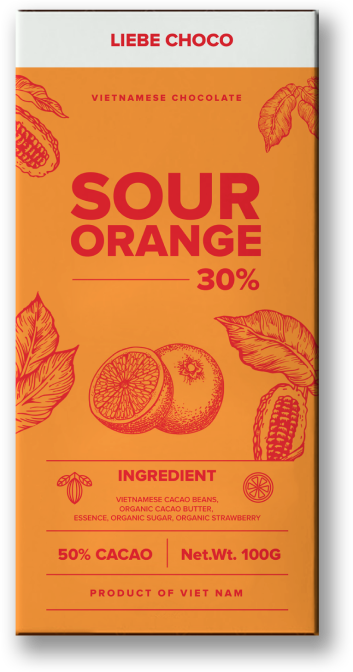 LIEBE CHOCO
VIETNAMESE CHOCOLATE
SOUR
ORANGE
30%
INGREDIENT
VIETNAMESE CACAO BEANS,
ORGANIC CACAO BUTTER,
ESSENCE, ORGANIC SUGAR, ORGANIC STRAWBERRY
50% CACAO
Net.Wt. 100G
PRODUCT OF VIET NAM